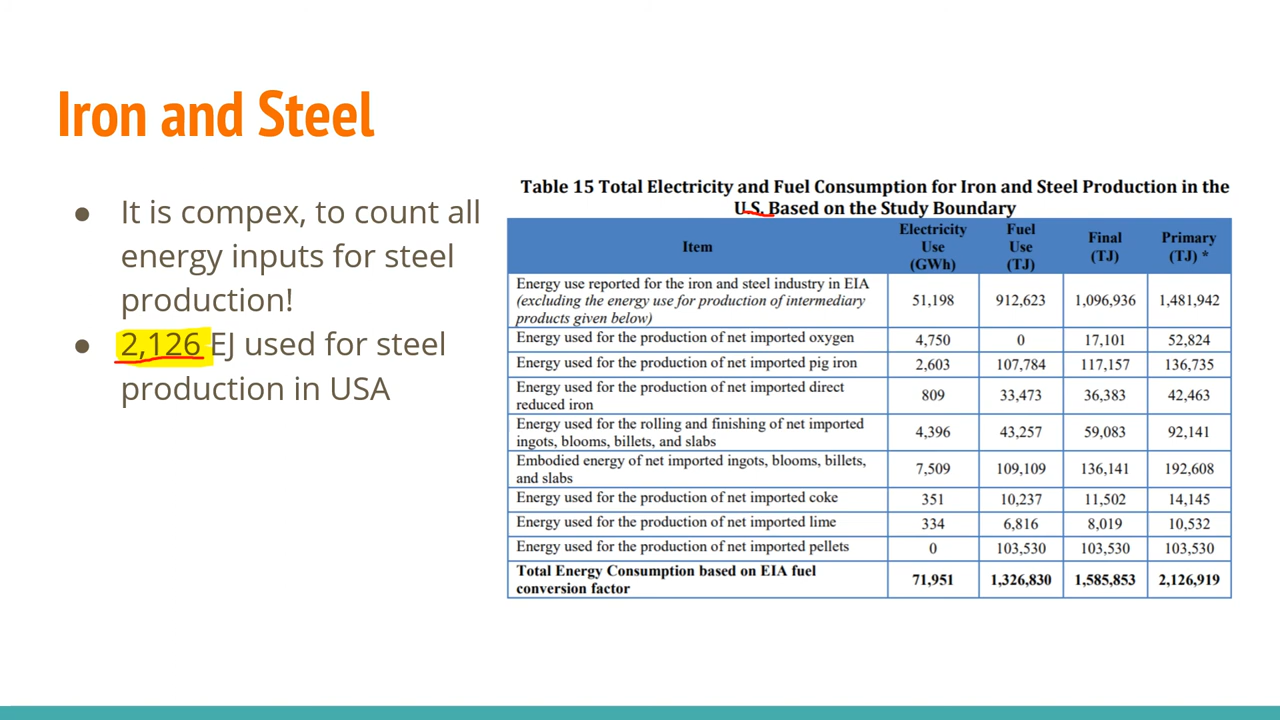 Iron and Steel
● It is compex, to count all
energy inputs for steel
production!
● 2,126 EJ used for steel
production in USA
Table 15 Total Electricity and Fuel Consumption for Iron and Steel Production in the
U.S. Based on the Study Boundary
Item Electricity Use (GWh) Fuel Use (TJ) Final (TJ) Primary (TJ) *
Energy use reported for the iron and steel industry in EIA
(excluding the energy use for production of intermediary
products given below) 51,198 912,623 1,096,936 1,481,942
Energy used for the production of net imported oxygen 4,750 0 17,101 52,824
Energy used for the production of net imported pig iron 2,603 107,784 117,157 136,735
Energy used for the production of net imported direct
reduced iron 809 33,473 36,383 42,463
Energy used for the rolling and finishing of net imported
ingots, blooms, billets, and slabs 4,396 43,257 59,083 92,141
Embodied energy of net imported ingots, blooms, billets,
and slabs 7,509 109,109 136,141 192,608
Energy used for the production of net imported coke 351 10,237 11,502 14,145
Energy used for the production of net imported lime 334 6,816 8,019 10,532
Energy used for the production of net imported pellets 0 103,530 103,530 103,530
Total Energy Consumption based on EIA fuel
conversion factor 71,951 1,326,830 1,585,853 2,126,919